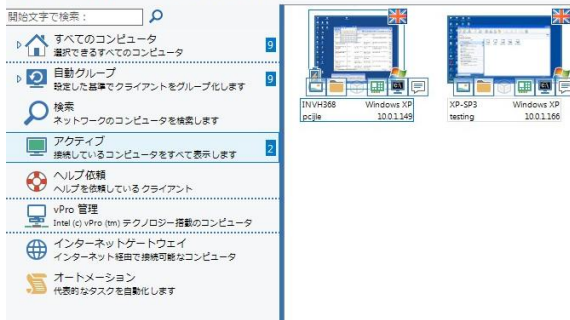 開始文字で検索：
すべてのコンピュータ
選択できるすべてのコンピュータ
9
自動グループ
設定した基準でクライアントをグループ化します
9
検索
ネットワークのコンピュータを検索します
アクティブ
接続しているコンピュータをすべて表示します
2
ヘルプ依頼
ヘルプを依頼しているクライアント
vPro 管理
Intel (c) vPro (tm) テクノロジー搭載のコンピュータ
インターネットゲートウェイ
インターネット経由で接続可能なコンピュータ
オートメーション
代表的なタスクを自動化します
INVH368 Windows XP
pcjlle 10.0.1.149
XP-SP3 Windows XP
testing 10.0.1.166